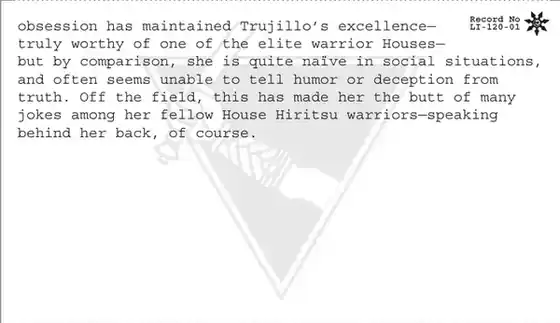 obsession has maintained Trujillo’s excellence—
truly worthy of one of the elite warrior Houses—
but by comparison, she is quite naïve in social situations,
and often seems unable to tell humor or deception from
truth. Off the field, this has made her the butt of many
jokes among her fellow House Hiritsu warriors—speaking
behind her back, of course.
Record No
LI-120-01